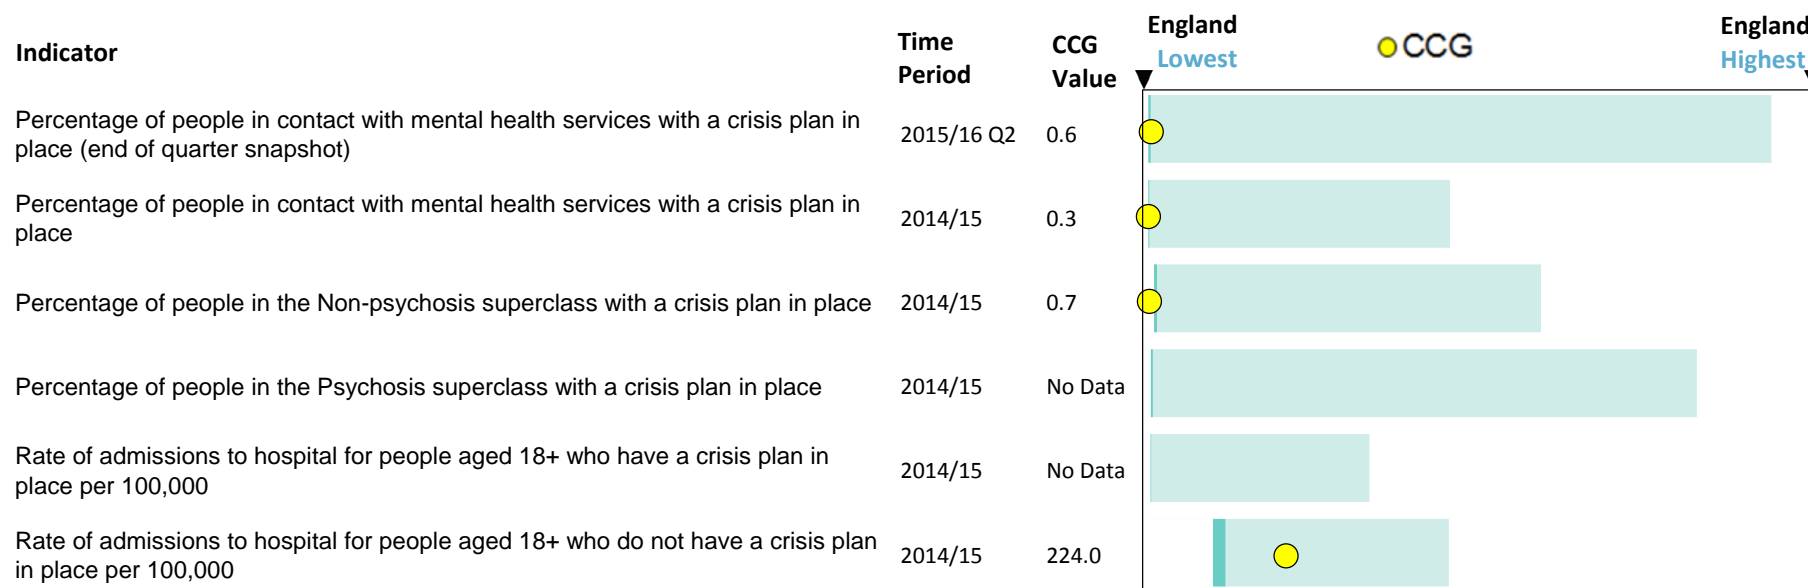 Indicator
Time Period
CCG Value
England Lowest
CCG
England Highest
Percentage of people in contact with mental health services with a crisis plan in
place (end of quarter snapshot)
2015/16 Q2
0.6
Percentage of people in contact with mental health services with a crisis plan in
place
2014/15
0.3
Percentage of people in the Non-psychosis superclass with a crisis plan in place
2014/15
0.7
Percentage of people in the Psychosis superclass with a crisis plan in place
2014/15
No Data
Rate of admissions to hospital for people aged 18+ who have a crisis plan in
place per 100,000
2014/15
No Data
Rate of admissions to hospital for people aged 18+ who do not have a crisis plan
in place per 100,000
2014/15
224.0